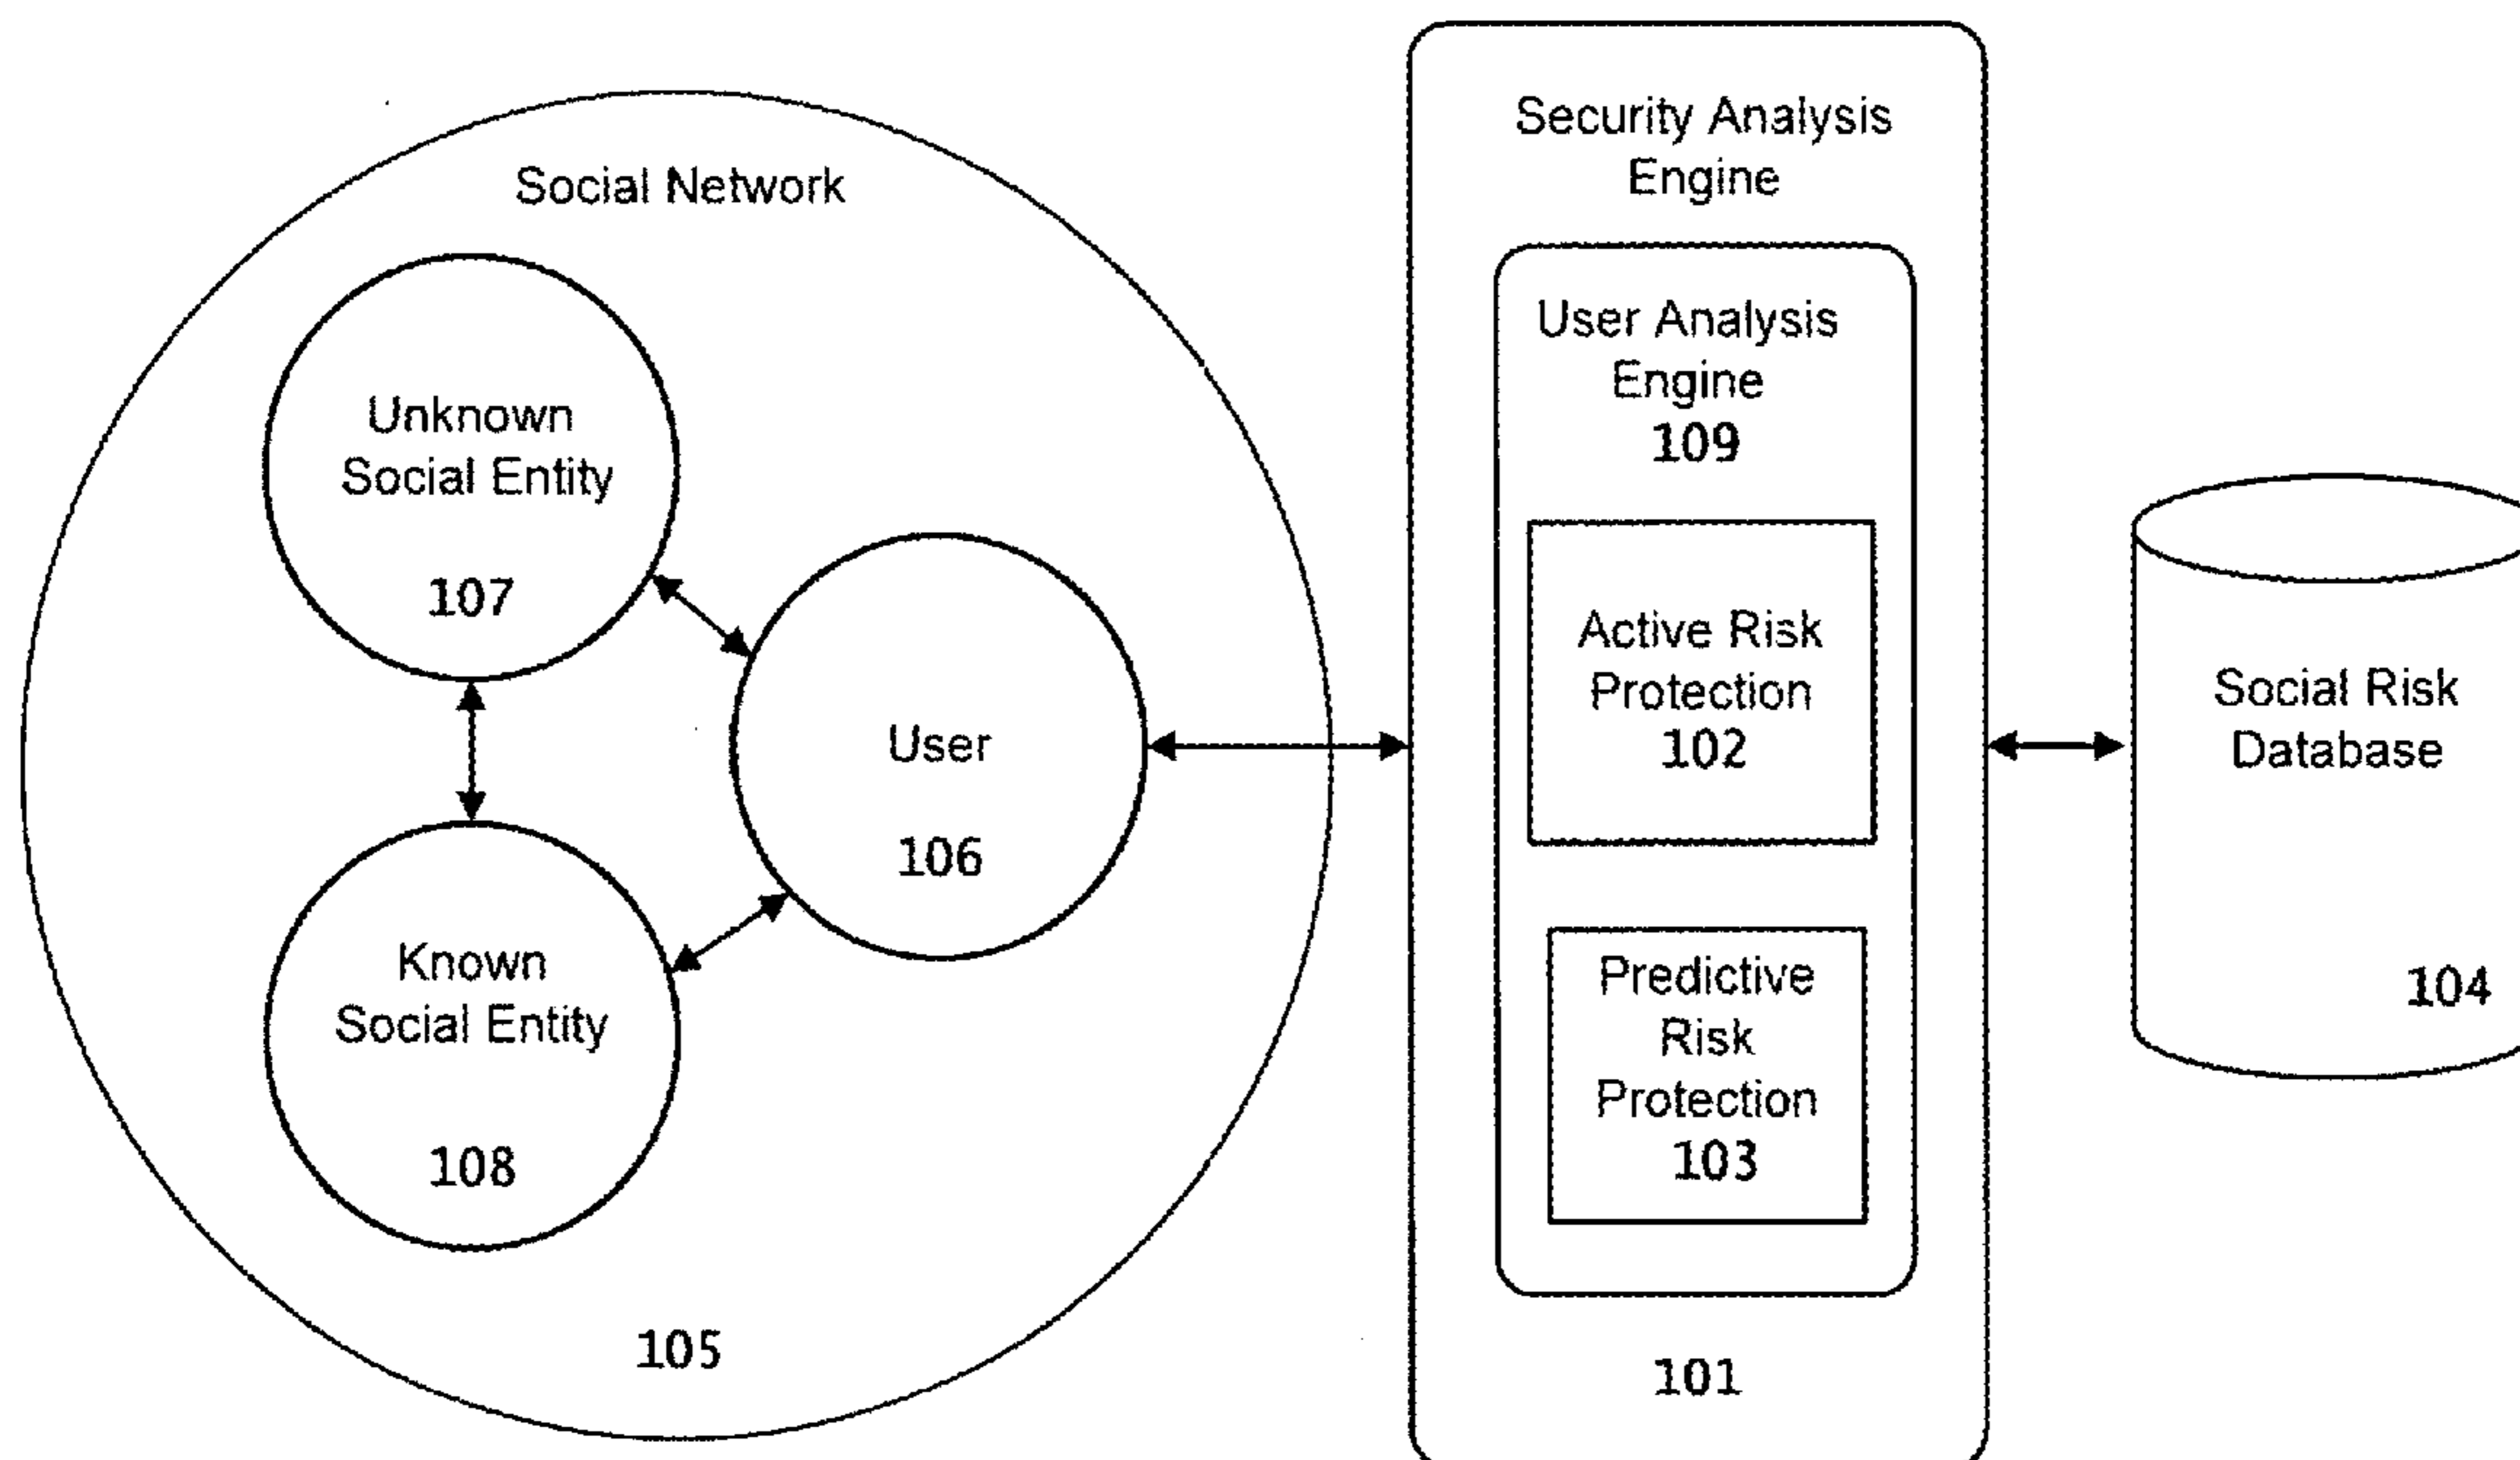 Social Network
Unknown
Social Entity
107
User
106
Known
Social Entity
108
105
Security Analysis
Engine
User Analysis
Engine
109
Active Risk
Protection
102
Predictive
Risk
Protection
103
101
Social Risk
Database
104